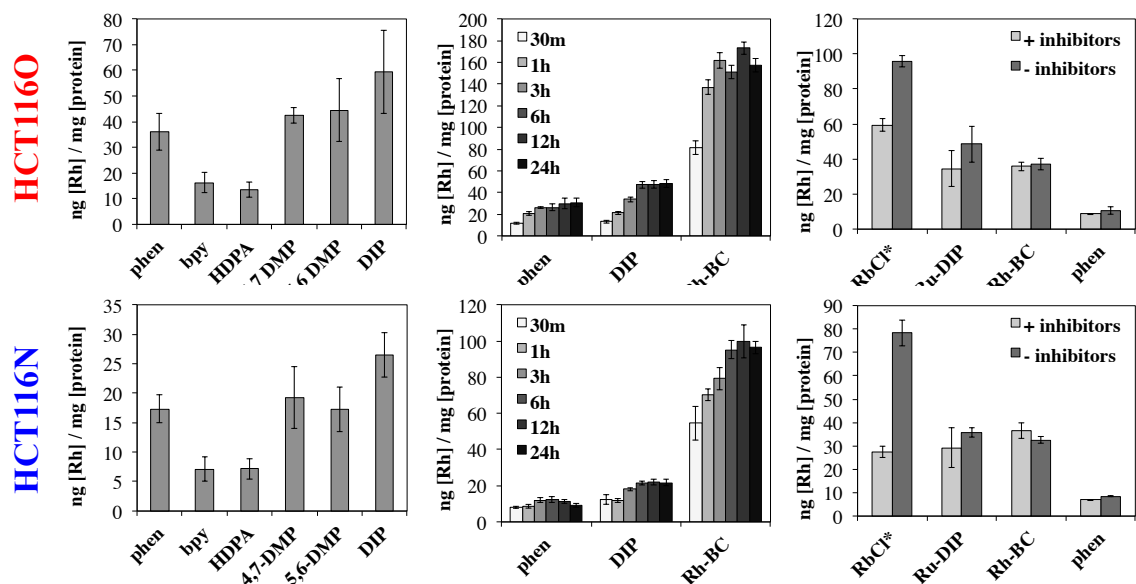 HCT116O
ng [Rh] / mg [protein]
80
70
60
50
40
30
20
10
0
phen
bpy
HDPA
,7 DMP
,6 DMP
DIP
ng [Rh] / mg [protein]
200
180
160
140
120
100
80
60
40
20
0
30m
1h
3h
6h
12h
24h
phen
DIP
Rh-BC
ng [Rh] / mg [protein]
120
100
80
60
40
20
0
+ inhibitors
- inhibitors
RbCl*
Ru-DIP
Rh-BC
phen
HCT116N
ng [Rh] / mg [protein]
35
30
25
20
15
10
5
0
phen
bpy
HDPA
4,7-DMP
5,6-DMP
DIP
ng [Rh] / mg [protein]
120
100
80
60
40
20
0
30m
1h
3h
6h
12h
24h
phen
DIP
Rh-BC
ng [Rh] / mg [protein]
90
80
70
60
50
40
30
20
10
0
+ inhibitors
- inhibitors
RbCl*
Ru-DIP
Rh-BC
phen